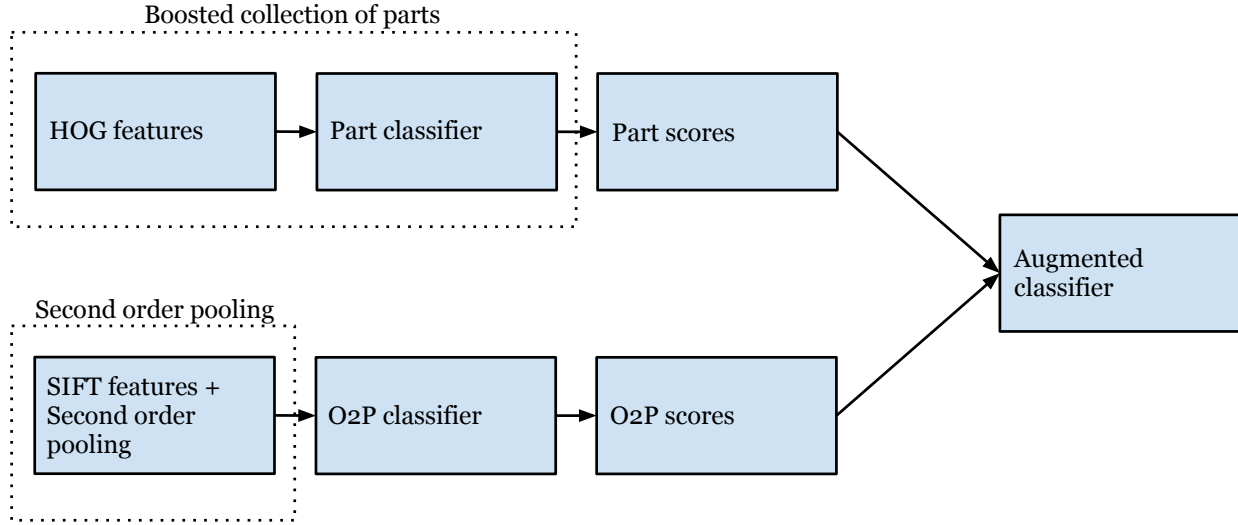 Boosted collection of parts
HOG features
Part classifier
Part scores
Augmented
classifier
Second order pooling
SIFT features +
Second order
pooling
O2P classifier
O2P scores